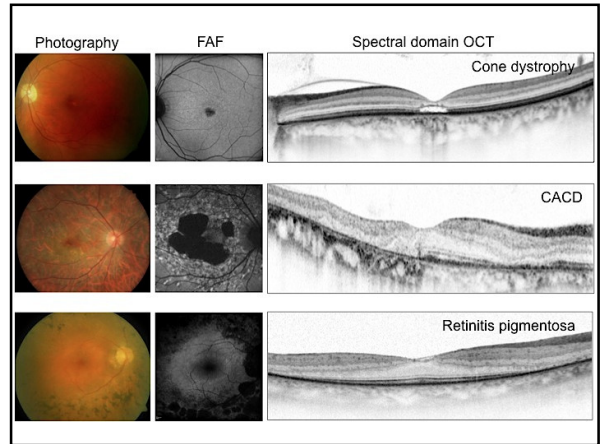 Photography FAF Spectral domain OCT
Cone dystrophy
CACD
Retinitis pigmentosa